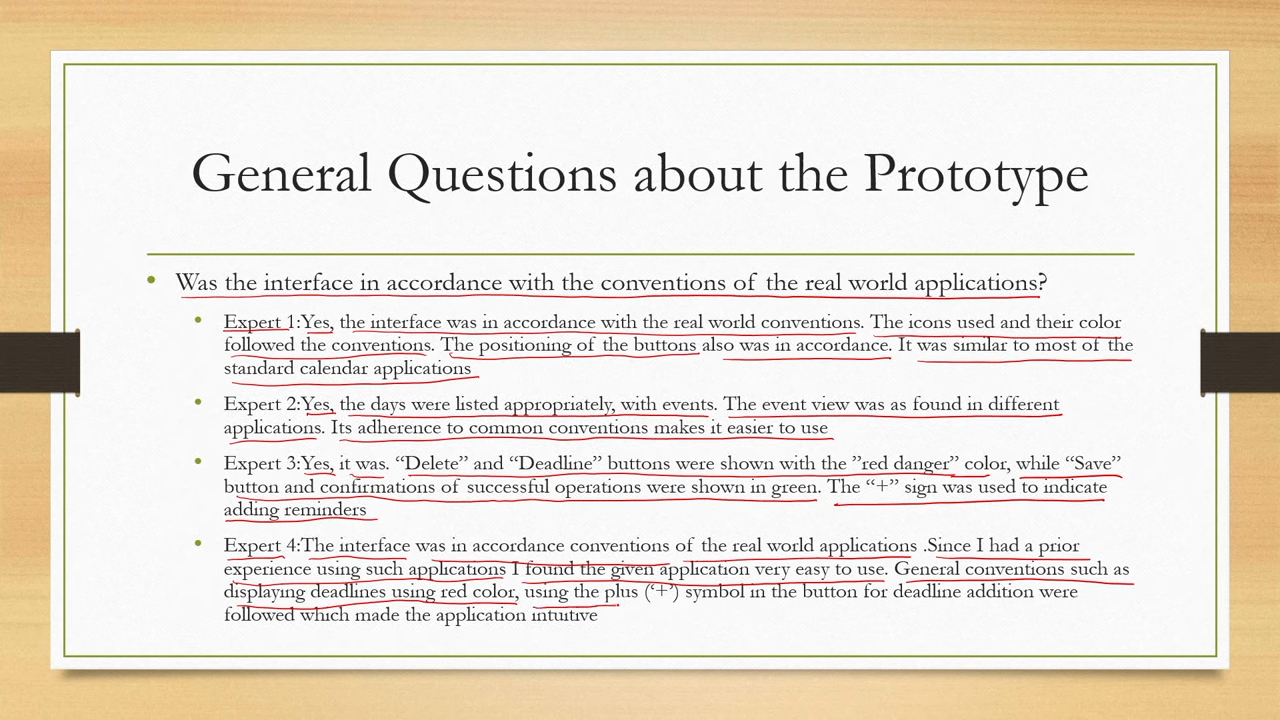 General Questions about the Prototype
• Was the interface in accordance with the conventions of the real world applications?
• Expert 1:Yes, the interface was in accordance with the real world conventions. The icons used and their color
followed the conventions. The positioning of the buttons also was in accordance. It was similar to most of the
standard calendar applications
• Expert 2:Yes, the days were listed appropriately, with events. The event view was as found in different
applications. Its adherence to common conventions makes it easier to use
• Expert 3:Yes, it was. “Delete” and “Deadline” buttons were shown with the ”red danger” color, while “Save”
button and confirmations of successful operations were shown in green. The “+” sign was used to indicate
adding reminders
• Expert 4:The interface was in accordance conventions of the real world applications .Since I had a prior
experience using such applications I found the given application very easy to use. General conventions such as
displaying deadlines using red color, using the plus (‘+’) symbol in the button for deadline addition were
followed which made the application intuitive